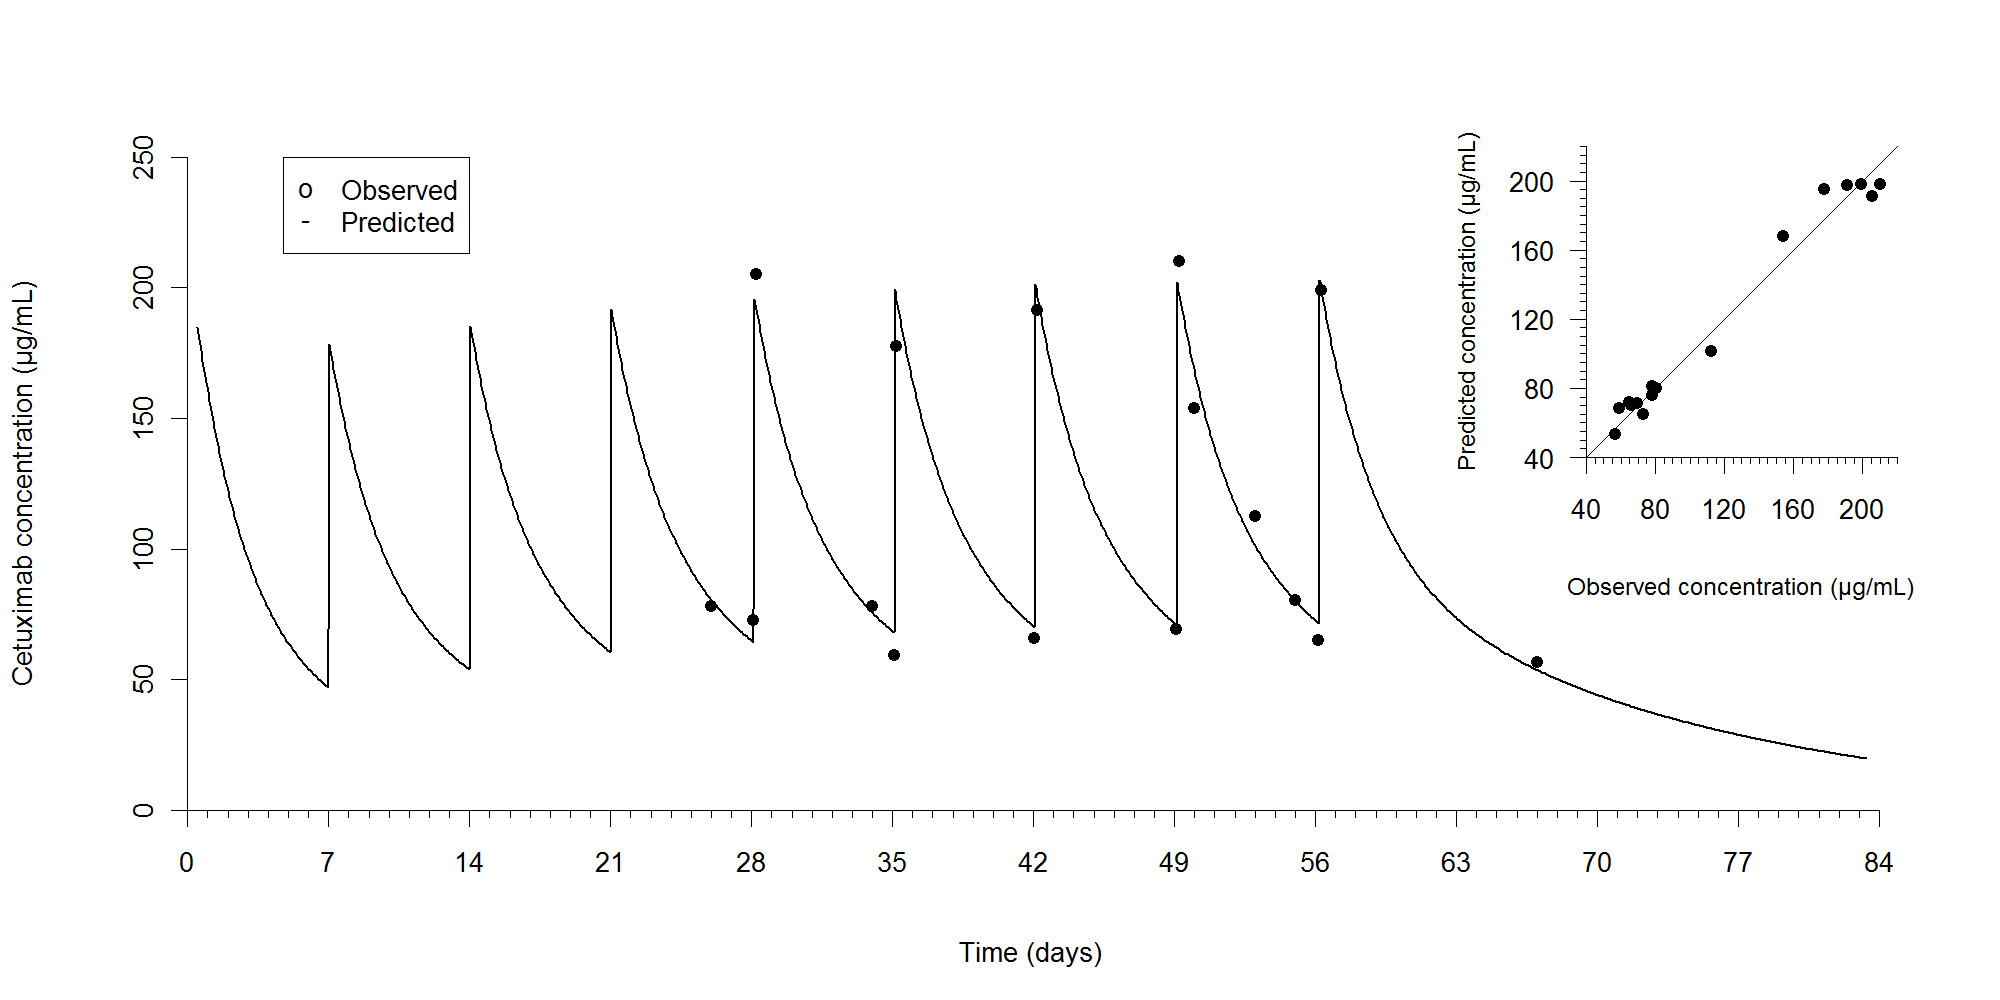 Cetuximab concentration (µg/mL)
250
200
150
100
50
0
o Observed
- Predicted
0 7 14 21 28 35 42 49 56 63 70 77 84
Time (days)
Predicted concentration (µg/mL)
200
160
120
80
40
40 80 120 160 200
Observed concentration (µg/mL)